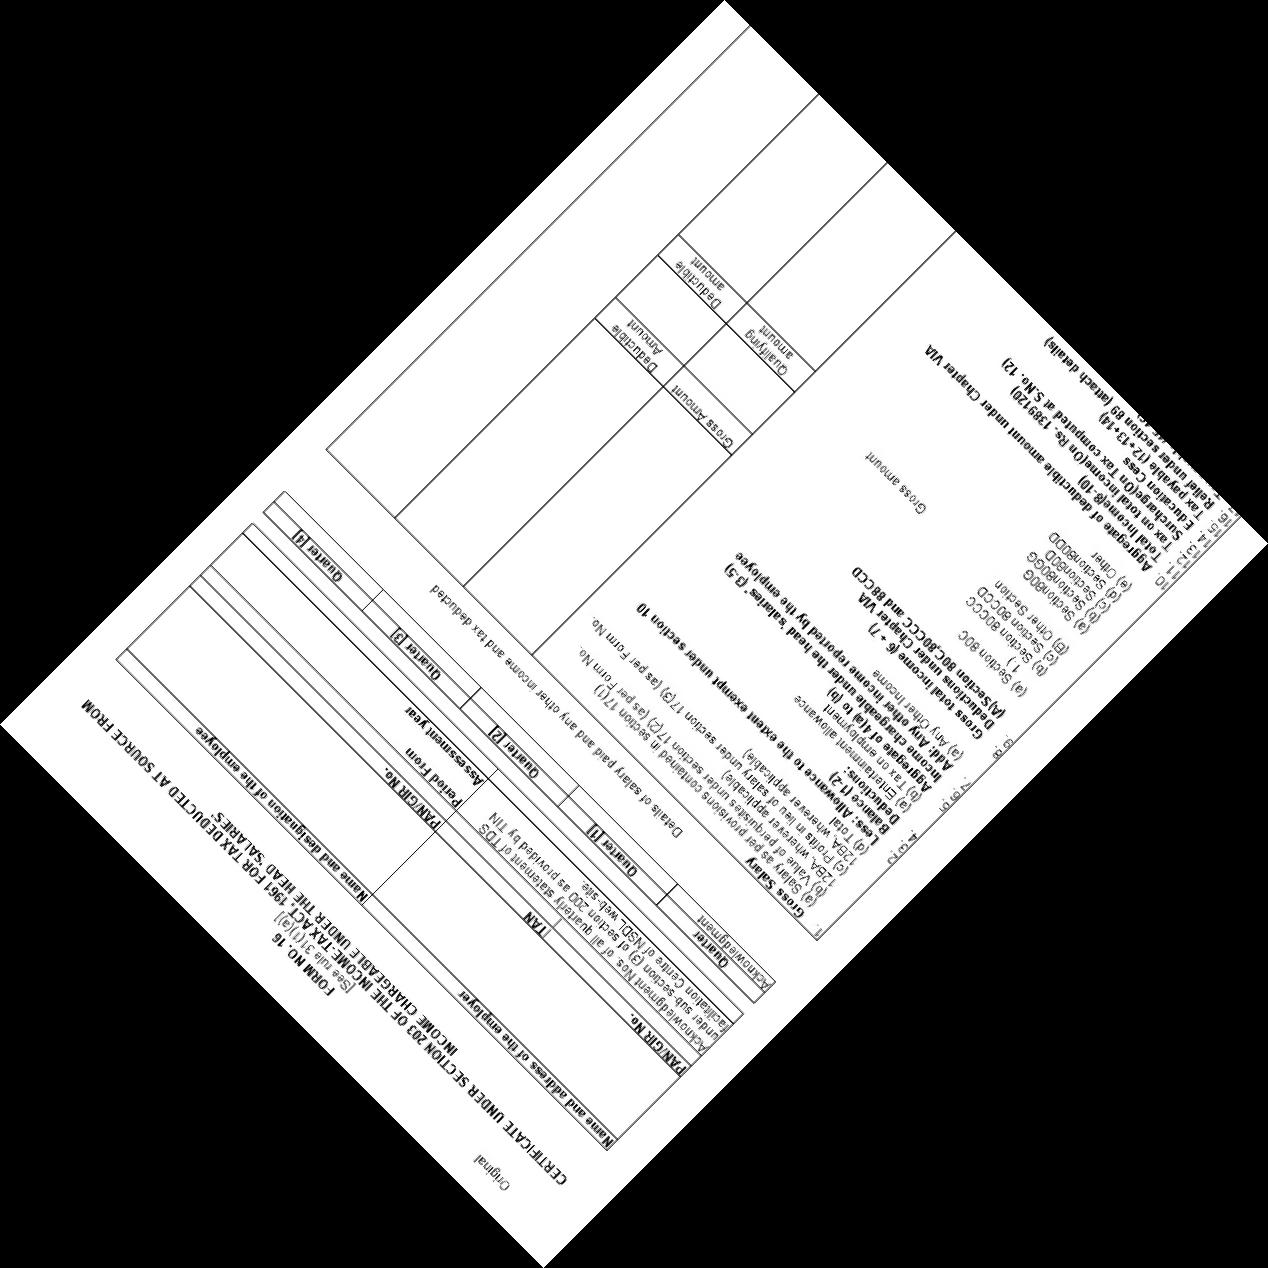 Original
FORM NO. 16
[See rule 31(1)(a)]
CERTIFICATE UNDER SECTION 203 OF THE INCOME-TAX ACT, 1961 FOR TAX DEDUCTED AT SOURCE FROM
INCOME CHARGEABLE UNDER THE HEAD "SALARIES".
Name and address of the employer
Name and designation of the employee
PAN/GIR No.
TAN
PAN/GIR No.
Acknowledgment Nos. of all quarterly statement of TDS
under sub-section (3) of section 200 as provided by TIN
facilitation Centre of NSDL web-site.
Period From
Assessment year
Quarter
Quarter [1]
Quarter [2]
Quarter [3]
Quarter [4]
Acknowledgment
Details of salary paid and any other income and tax deducted
1.
Gross Salary
(a) Salary as per provisions contained in section 17(1)
(b) Value of perquisites under section 17(2) (as per Form No.
12BA, wherever applicable)
(c) Profits in lieu of salary under section 17(3) (as per Form No.
12BA, wherever applicable)
(d) Total
2.
Less: Allowance to the extent exempt under section 10
3.
Balance (1-2)
4.
Deductions:
(a) Entertainment allowance
(b) Tax on employment
5.
Aggregate of 4(a) to (b)
6.
Income chargeable under the head 'salaries' (3-5)
7.
Add: Any other income reported by the employee
(a) Any Other Income
8.
Gross total Income (6 + 7)
9.
Deductions under Chapter VIA
(A)Section 80C,80CCC and 88CCD
Gross Amount
Deductible
Amount
(a) Section 80C
1.)
(b) Section 80CCC
(c) Section 80CCD
(B) Other Section
Gross amount
Qualifying
amount
Deductible
amount
(a) Section80G
(b) Section80GG
(c) Section80D
(d) Section80DD
(e) Other
10
Aggregate of deductible amount under Chapter VIA
Total Income(8-10)
Tax on total income(On Rs. 1389120)
Surcharge(On Tax computed at S.No. 12)
Education Cess
Tax payable (12+13+14)
Relief under section 89 (attach details)